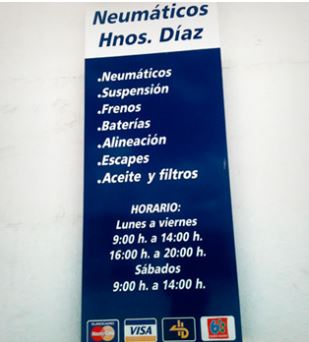 Neumáticos
Hnos. Díaz
.Neumáticos
.Suspensión
.Frenos
.Baterías
.Alineación
.Escapes
.Aceite y filtros
HORARIO:
Lunes a viernes
9:00 h. a 14:00 h.
16:00 h. a 20:00 h.
Sábados
9:00 h. a 14:00 h.
MasterCard
VISA